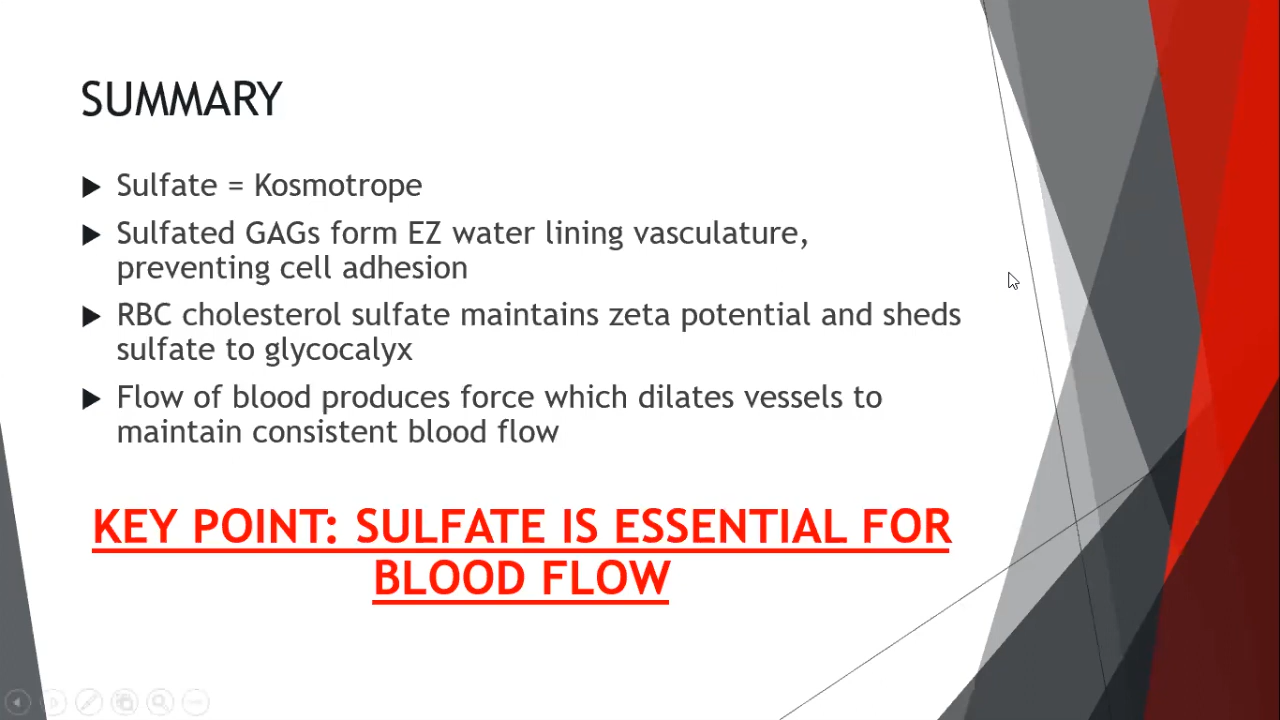 SUMMARY
Sulfate = Kosmotrope
Sulfated GAGs form EZ water lining vasculature,
preventing cell adhesion
RBC cholesterol sulfate maintains zeta potential and sheds
sulfate to glycocalyx
Flow of blood produces force which dilates vessels to
maintain consistent blood flow
KEY POINT: SULFATE IS ESSENTIAL FOR
BLOOD FLOW